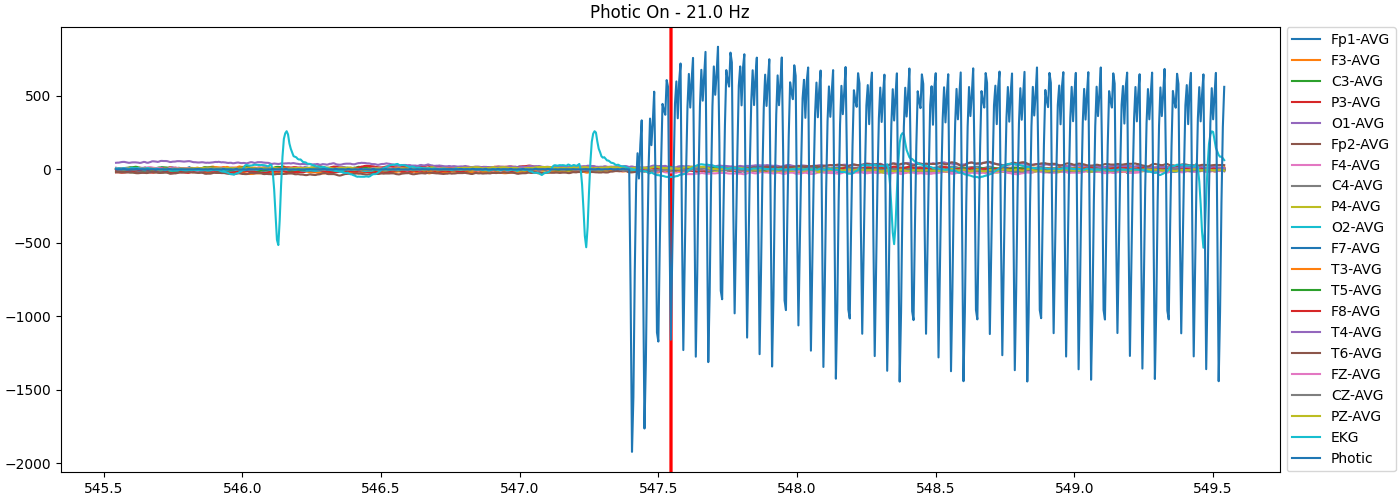 Photic On - 21.0 Hz
500
0
−500
−1000
−1500
−2000
545.5 546.0 546.5 547.0 547.5 548.0 548.5 549.0 549.5
Fp1-AVG
F3-AVG
C3-AVG
P3-AVG
O1-AVG
Fp2-AVG
F4-AVG
C4-AVG
P4-AVG
O2-AVG
F7-AVG
T3-AVG
T5-AVG
F8-AVG
T4-AVG
T6-AVG
FZ-AVG
CZ-AVG
PZ-AVG
EKG
Photic